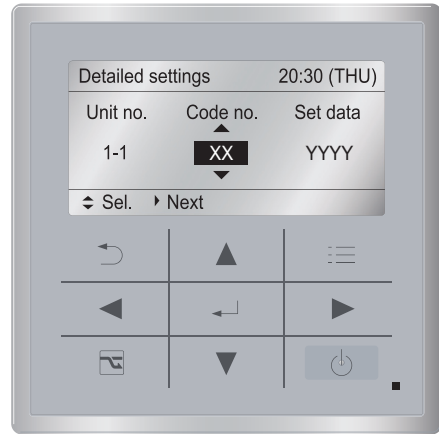 Detailed settings 20:30 (THU)
Unit no. Code no. Set data
1-1 XX YYYY
Sel. Next